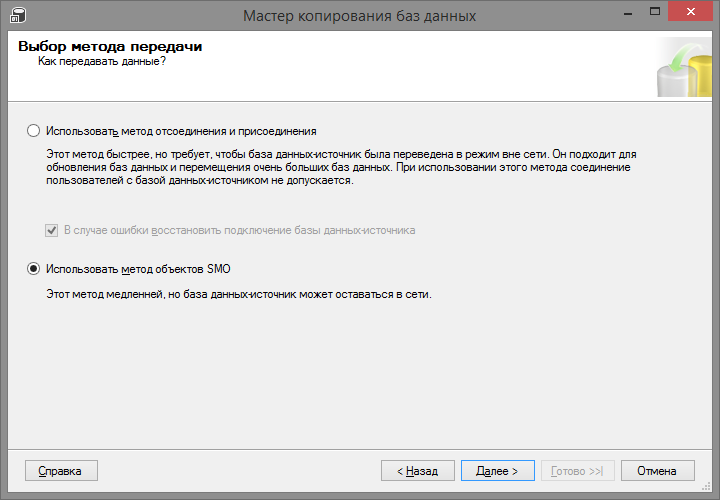 Мастер копирования баз данных
Выбор метода передачи
Как передавать данные?
Использовать метод отсоединения и присоединения
Этот метод быстрее, но требует, чтобы база данных-источник была переведена в режим вне сети. Он подходит для
обновления баз данных и перемещения очень больших баз данных. При использовании этого метода соединение
пользователей с базой данных-источником не допускается.
В случае ошибки восстановить подключение базы данных-источника
Использовать метод объектов SMO
Этот метод медленней, но база данных-источник может оставаться в сети.
Справка
< Назад
Далее >
Готово >>|
Отмена